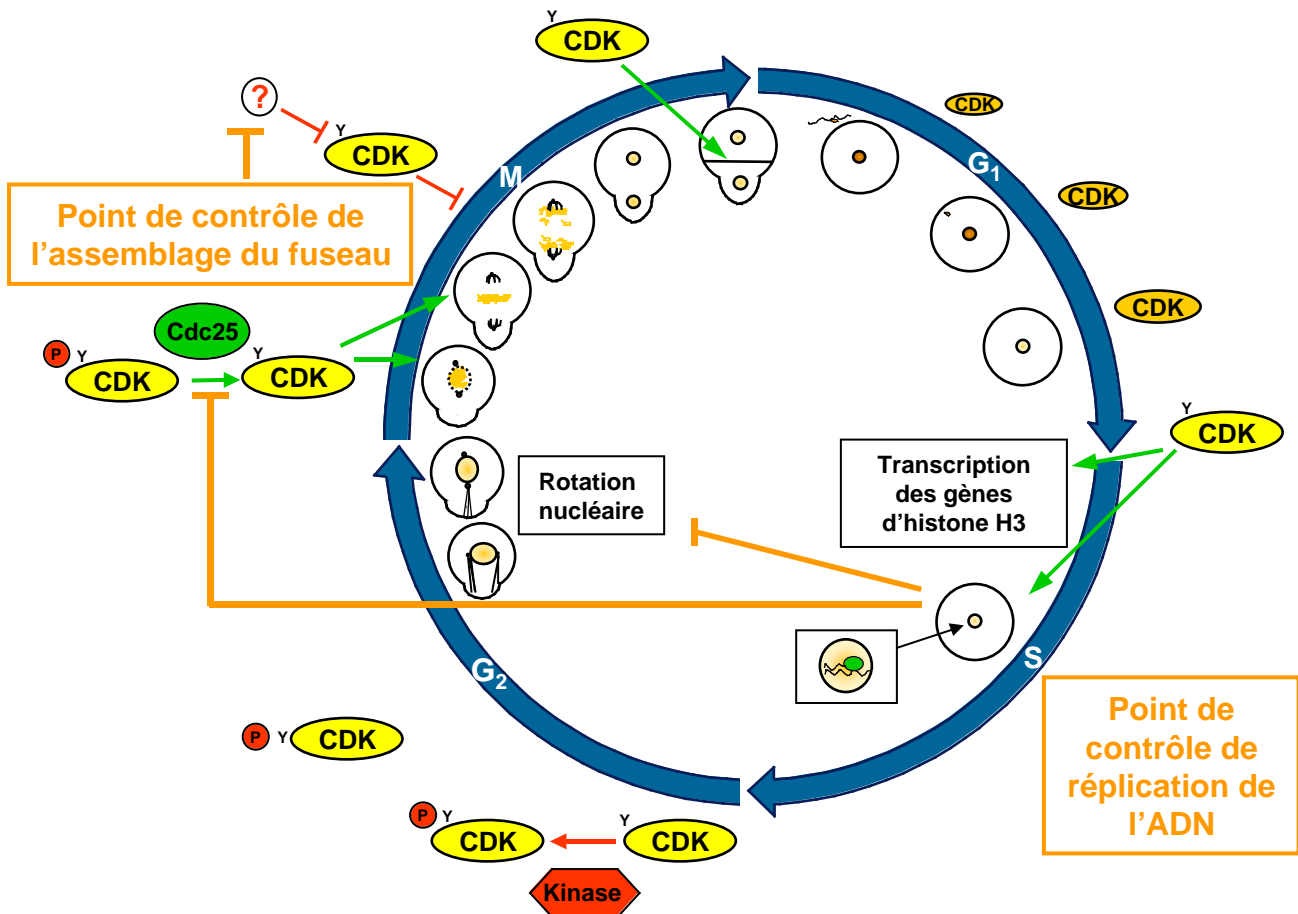 Y
CDK
?
Y
CDK
M
CDK
G1
CDK
Point de contrôle de
l'assemblage du fuseau
Cdc25
P
Y
CDK
Y
CDK
CDK
Y
CDK
Transcription
des gènes
d'histone H3
Rotation
nucléaire
S
G2
Point de
contrôle de
réplication de
l'ADN
P
Y
CDK
P
Y
CDK
Y
CDK
Kinase